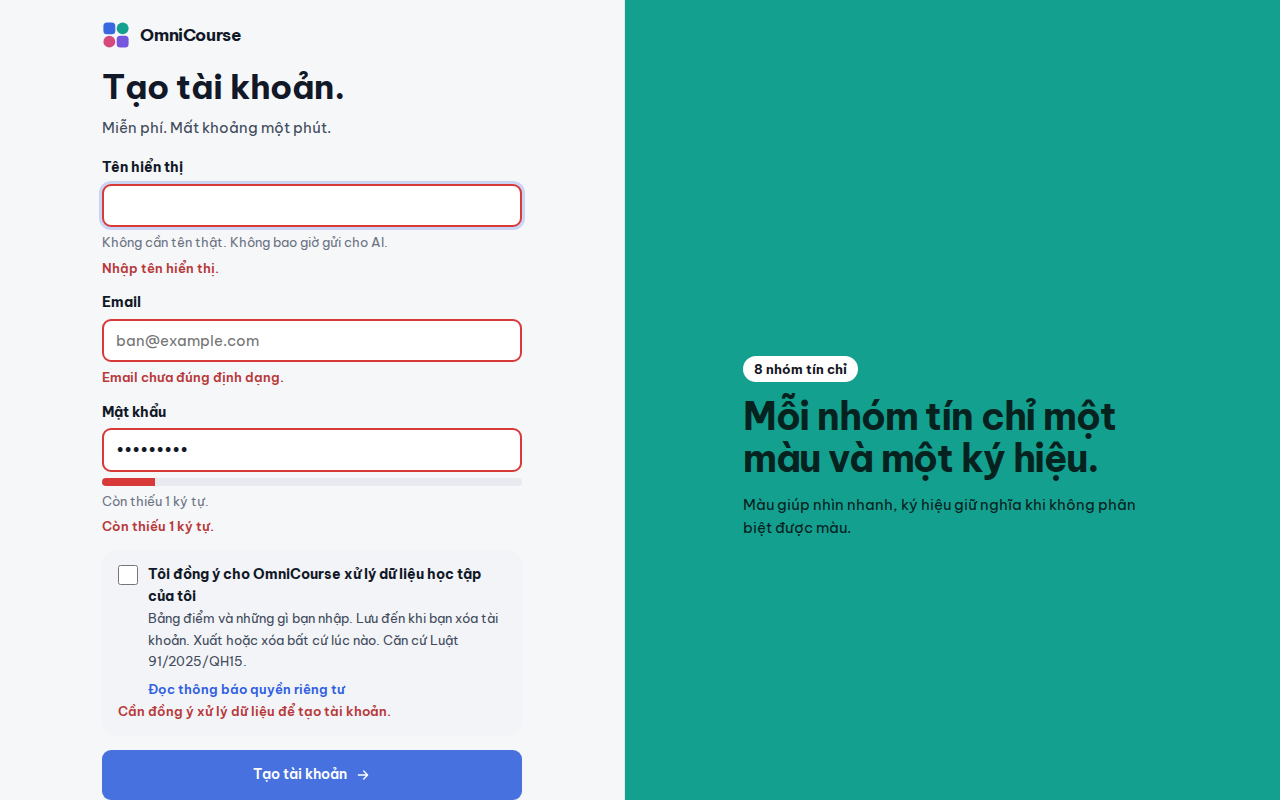 OmniCourse
Tạo tài khoản.
Miễn phí. Mất khoảng một phút.
Tên hiển thị
Không cần tên thật. Không bao giờ gửi cho AI.
Nhập tên hiển thị.
Email
ban@example.com
Email chưa đúng định dạng.
Mật khẩu
•••••••••
Còn thiếu 1 ký tự.
Còn thiếu 1 ký tự.
Tôi đồng ý cho OmniCourse xử lý dữ liệu học tập
của tôi
Bảng điểm và những gì bạn nhập. Lưu đến khi bạn xóa tài
khoản. Xuất hoặc xóa bất cứ lúc nào. Căn cứ Luật
91/2025/QH15.
Đọc thông báo quyền riêng tư
Cần đồng ý xử lý dữ liệu để tạo tài khoản.
Tạo tài khoản →
8 nhóm tín chỉ
Mỗi nhóm tín chỉ một
màu và một ký hiệu.
Màu giúp nhìn nhanh, ký hiệu giữ nghĩa khi không phân
biệt được màu.